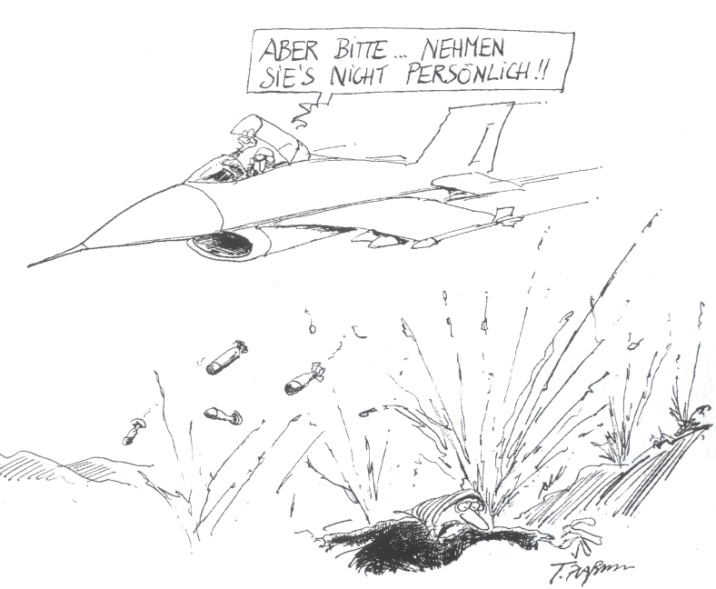 ABER BITTE... NEHMEN
SIE'S NICHT PERSÖNLICH!!